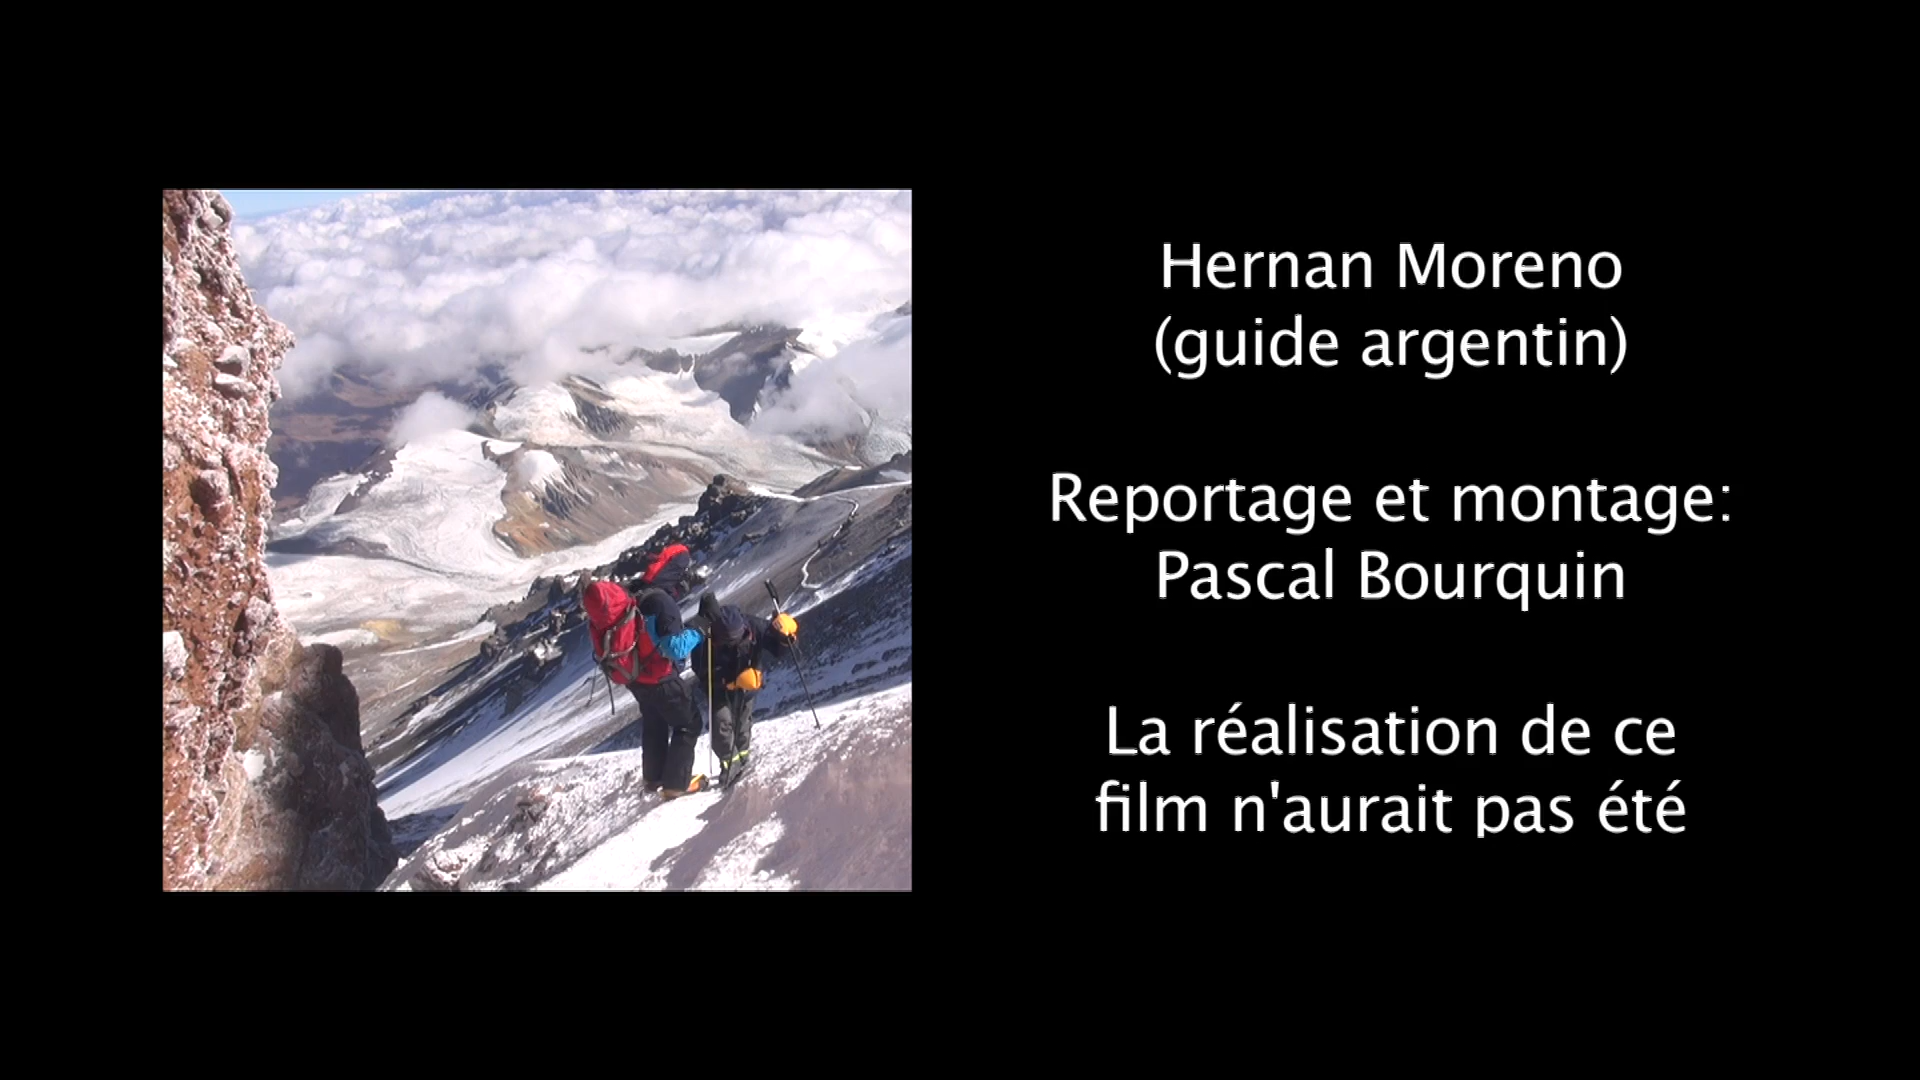 Hernan Moreno
(guide argentin)
Reportage et montage:
Pascal Bourquin
La réalisation de ce
film n'aurait pas été